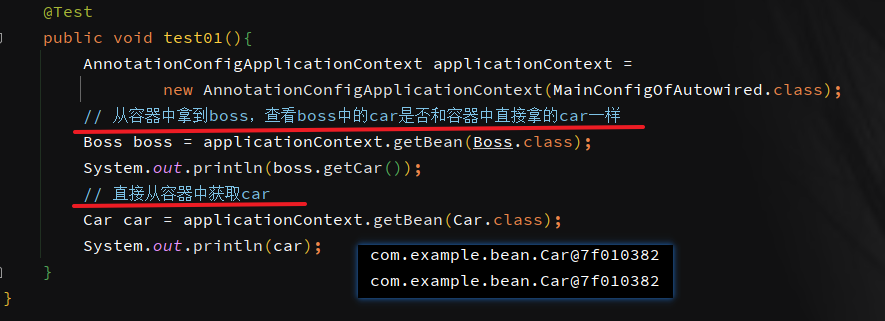 @Test
public void test01(){
AnnotationConfigApplicationContext applicationContext =
new AnnotationConfigApplicationContext(MainConfigOfAutowired.class);
// 从容器中拿到boss，查看boss中的car是否和容器中直接拿的car一样
Boss boss = applicationContext.getBean(Boss.class);
System.out.println(boss.getCar());
// 直接从容器中获取car
Car car = applicationContext.getBean(Car.class);
System.out.println(car);
com.example.bean.Car@7f010382
com.example.bean.Car@7f010382
}
}